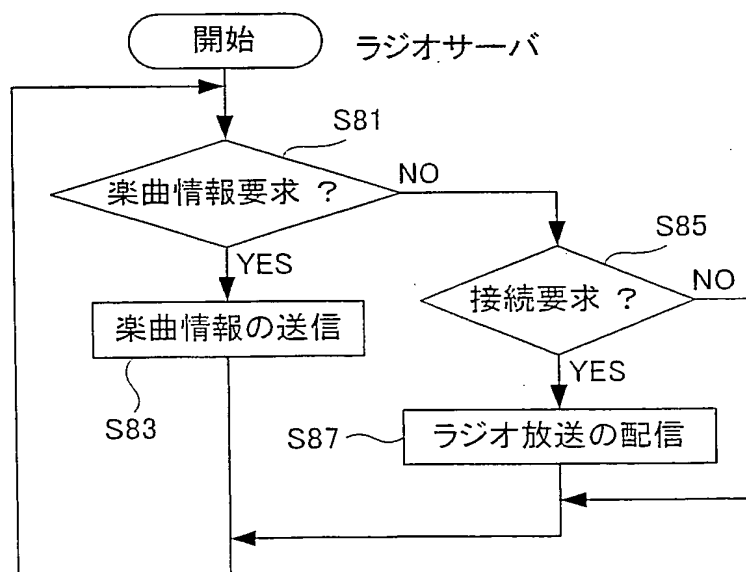 開始
ラジオサーバ
S81
楽曲情報要求 ?
NO
S85
YES
接続要求 ?
NO
楽曲情報の送信
YES
S83
S87
ラジオ放送の配信